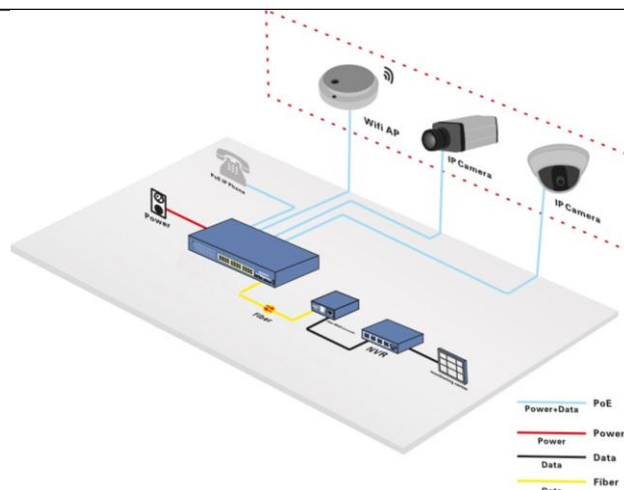 Wifi AP
IP Camera
IP Camera
PoE IP Phone
Power
Fiber
NVR
Power+Data PoE
Power Power
Data Data
Data Fiber